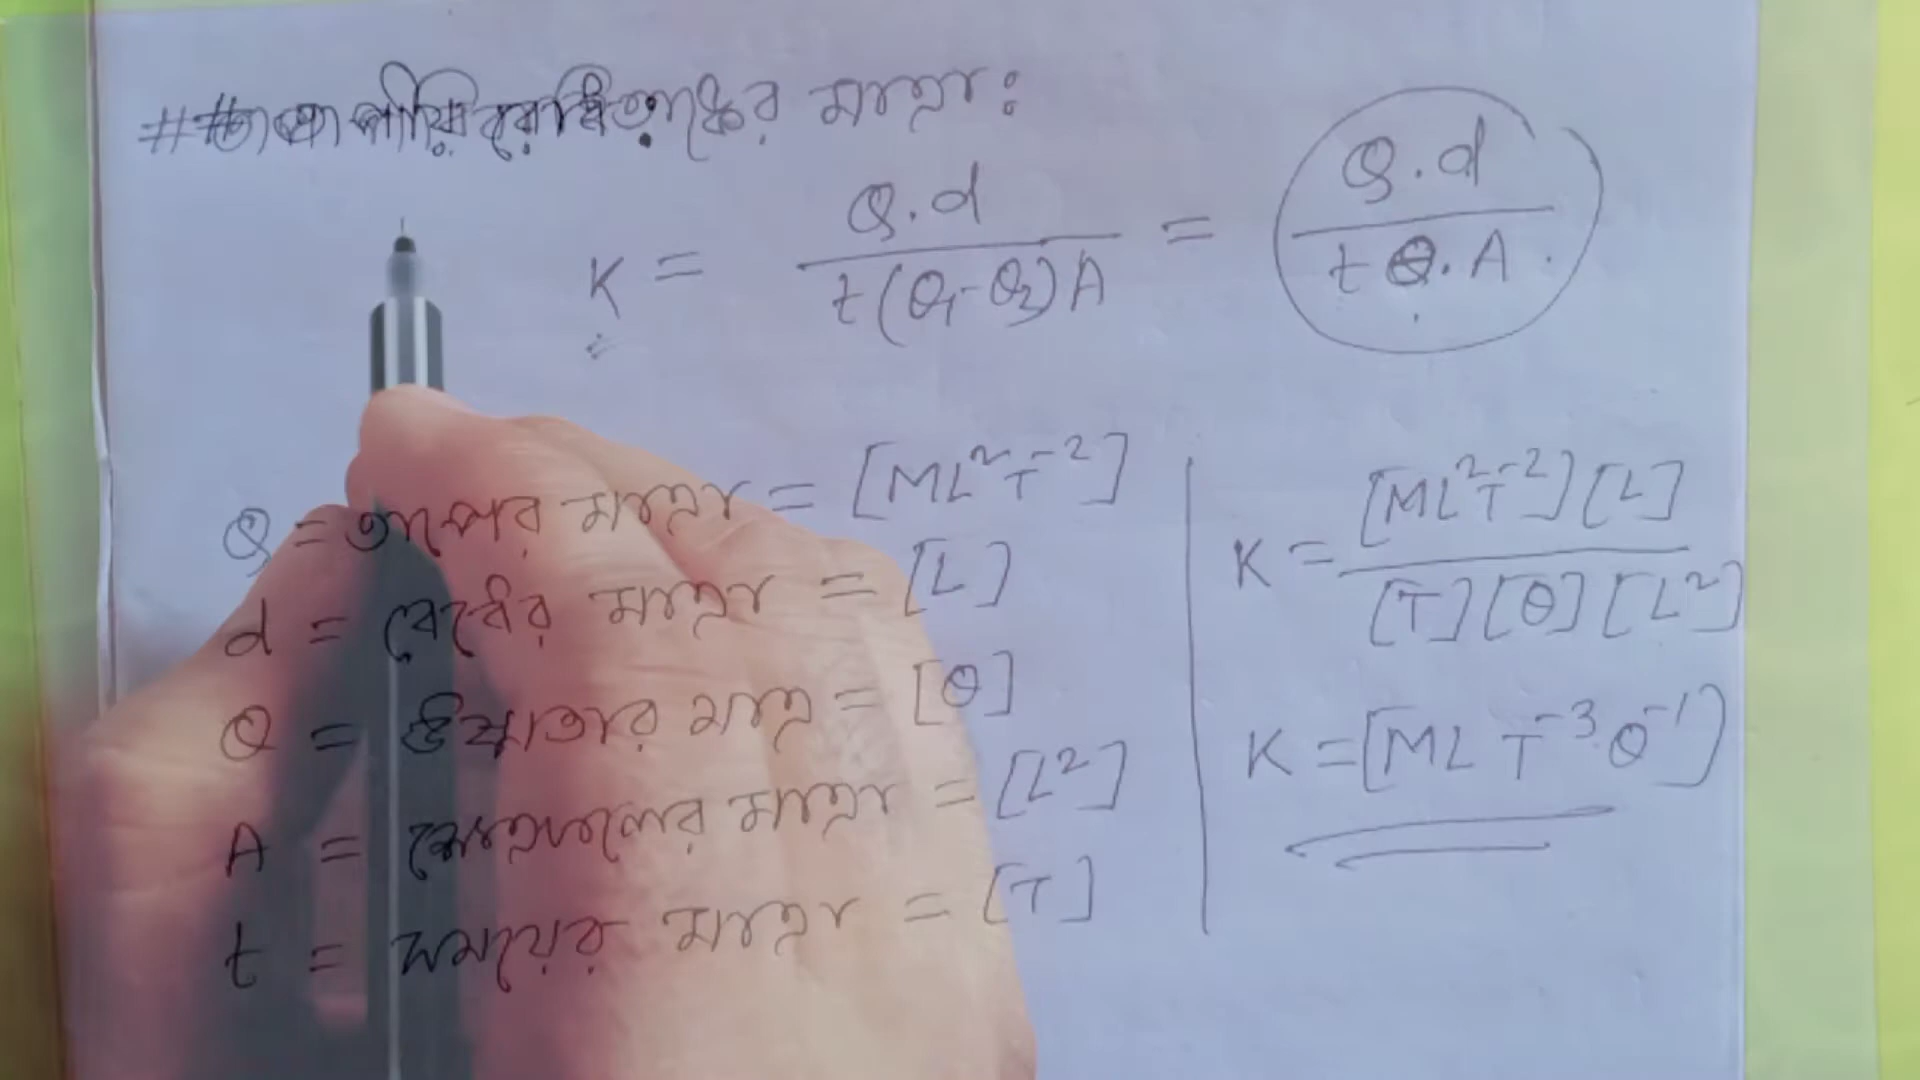 ## তাপ পরিবাহিতাঙ্কের মাত্রা:
K = Q.d / t(θ₁-θ₂)A = Q.d / tθ.A
Q = তাপের মাত্রা = [ML²T⁻²]
d = বেধের মাত্রা = [L]
θ = উষ্ণতার মাত্র = [θ]
A = ক্ষেত্রফলের মাত্রা = [L²]
t = সময়ের মাত্রা = [T]
K = [ML²T⁻²][L] / [T][θ][L²]
K = [MLT⁻³θ⁻¹]